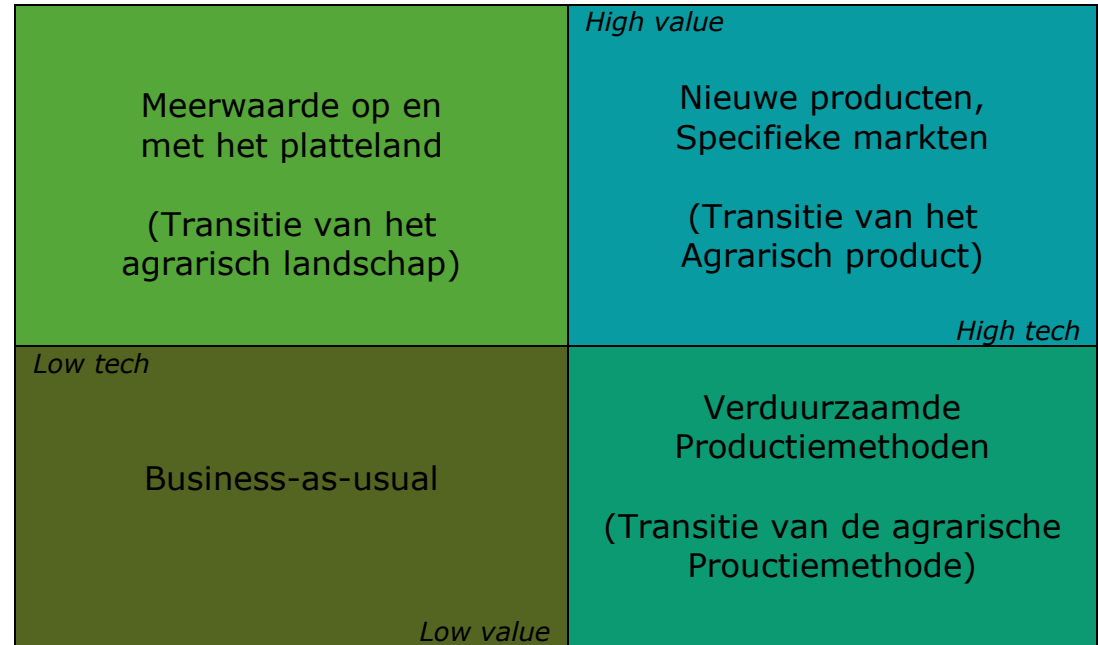 Meerwaarde op en
met het platteland
(Transitie van het
agrarisch landschap)
High value
Nieuwe producten,
Specifieke markten
(Transitie van het
Agrarisch product)
High tech
Low tech
Business-as-usual
Low value
Verduurzaamde
Productiemethoden
(Transitie van de agrarische
Prouctiemethode)